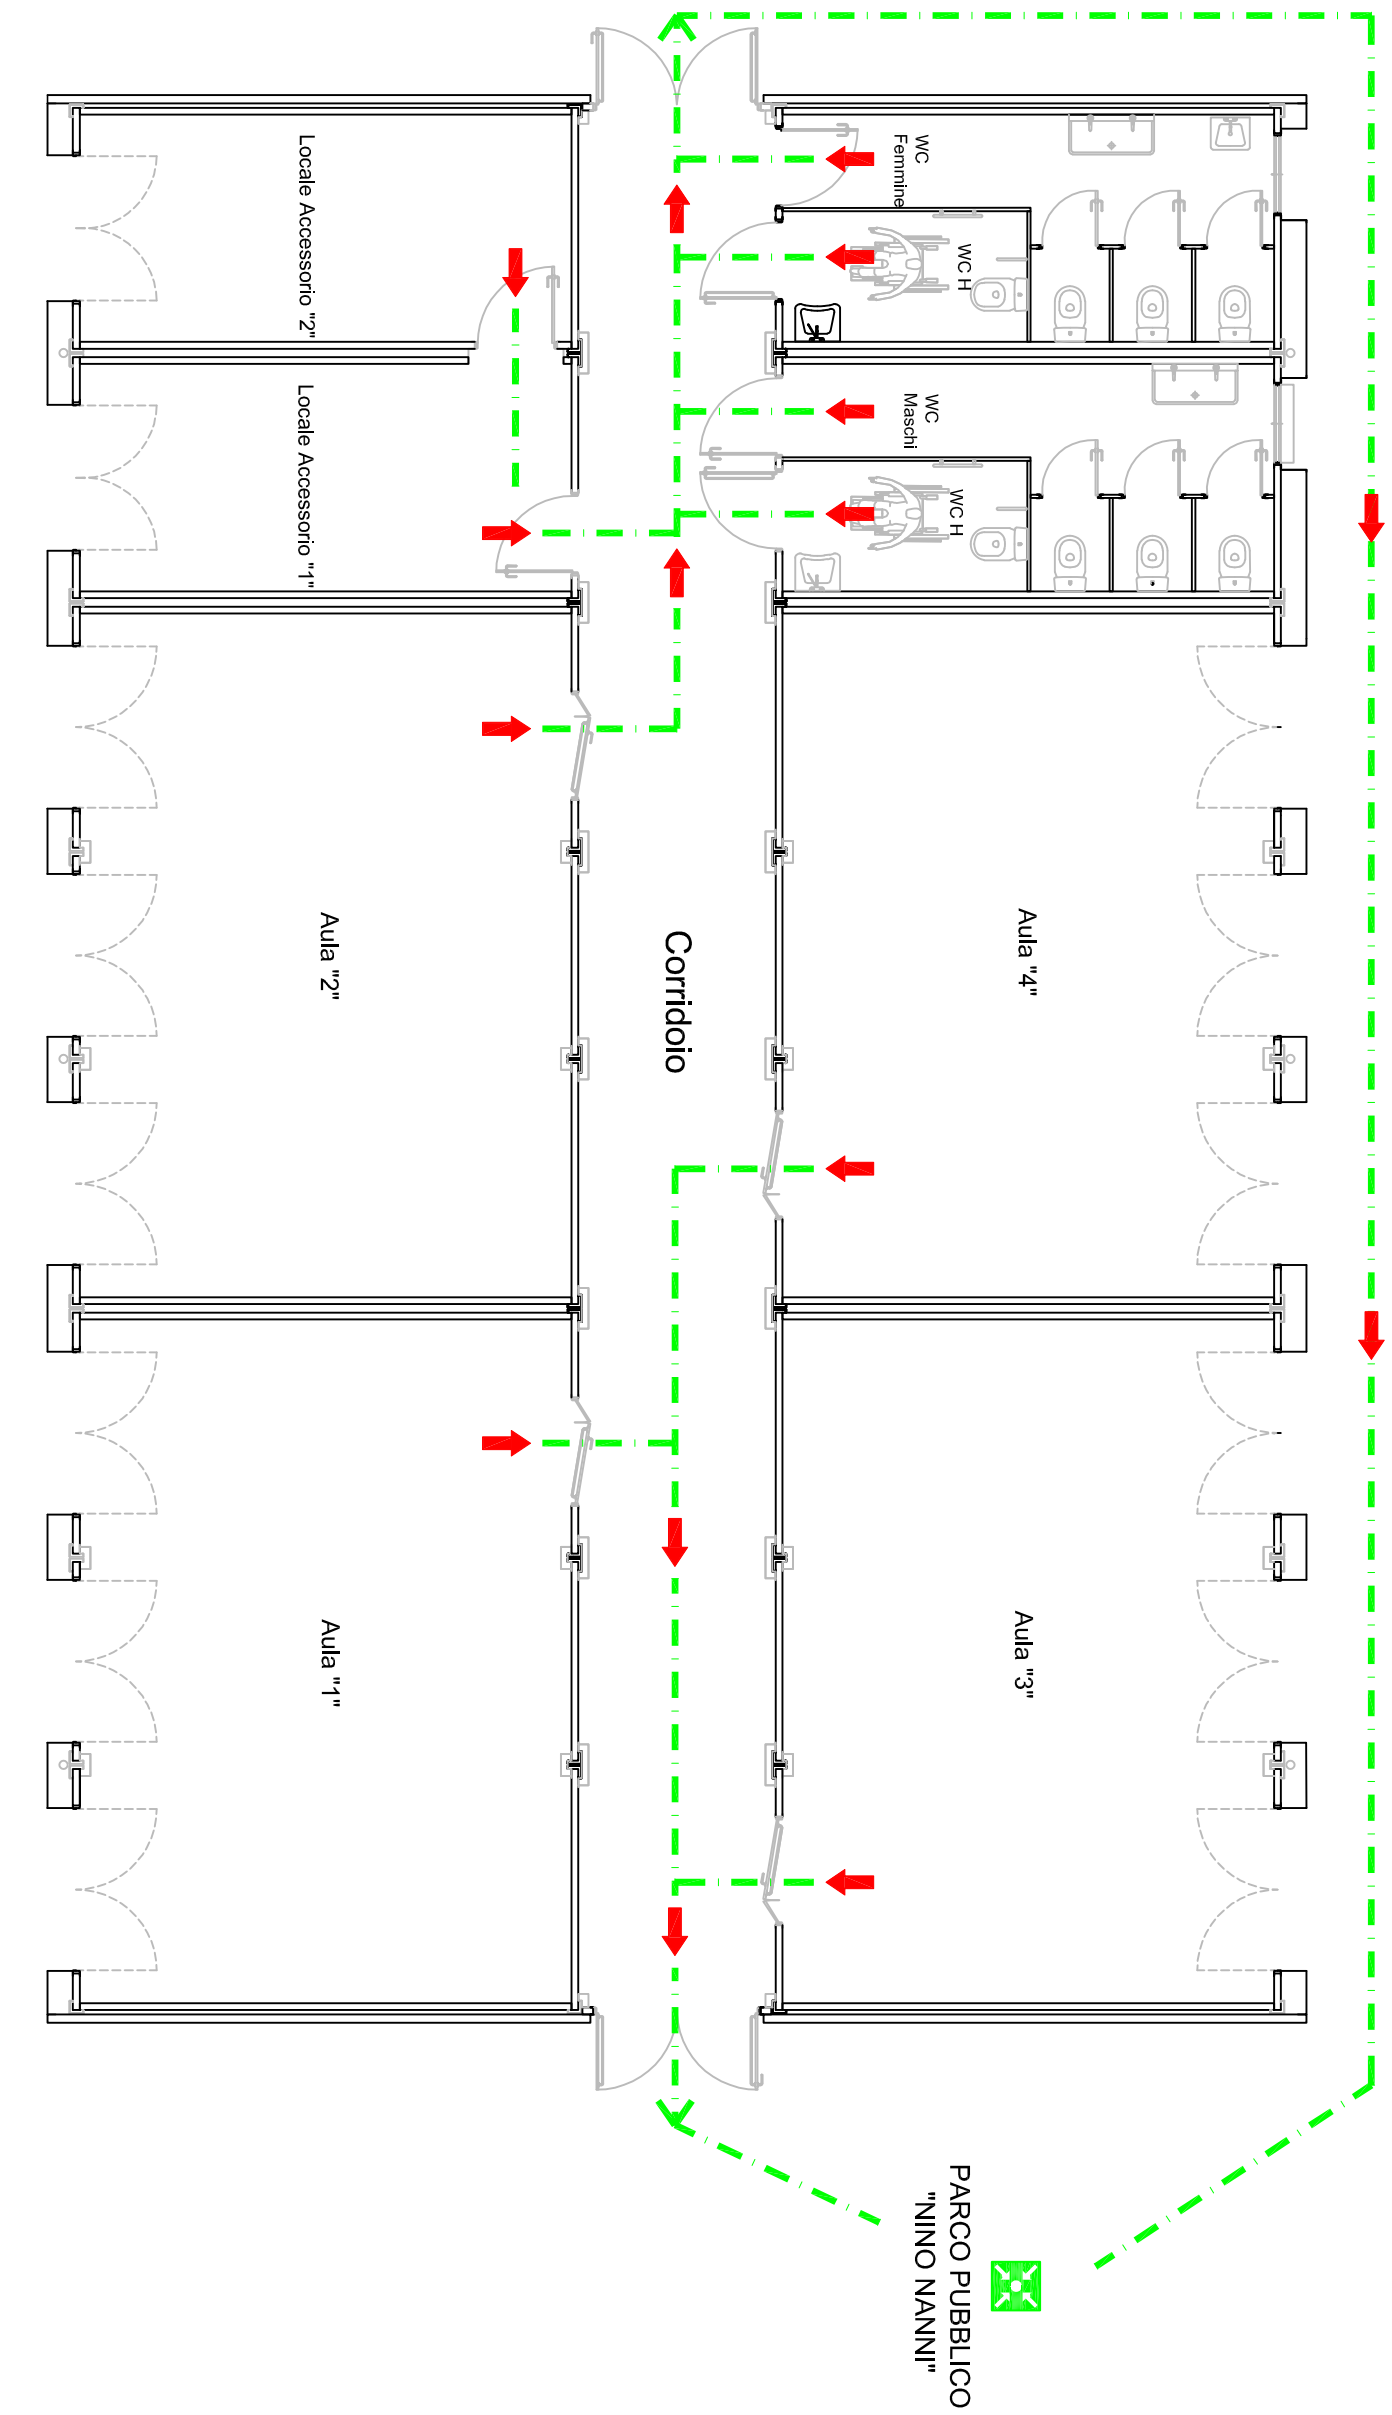 WC
Femmine
WC H
Locale Accessorio "2"
WC
Maschi
WC H
Locale Accessorio "1"
Aula "4"
Corridoio
Aula "2"
Aula "3"
Aula "1"
PARCO PUBBLICO
"NINO NANNI"